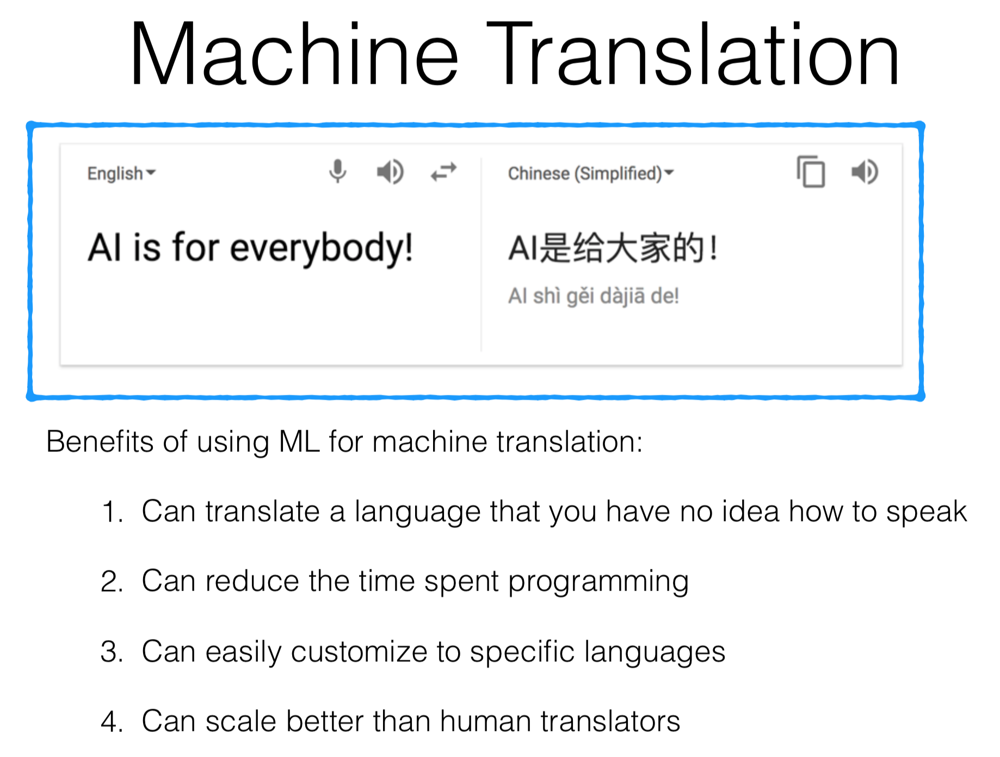 Machine Translation
English
Chinese (Simplified)
AI is for everybody!
AI是给大家的！
AI shì gěi dàjiā de!
Benefits of using ML for machine translation:
1. Can translate a language that you have no idea how to speak
2. Can reduce the time spent programming
3. Can easily customize to specific languages
4. Can scale better than human translators